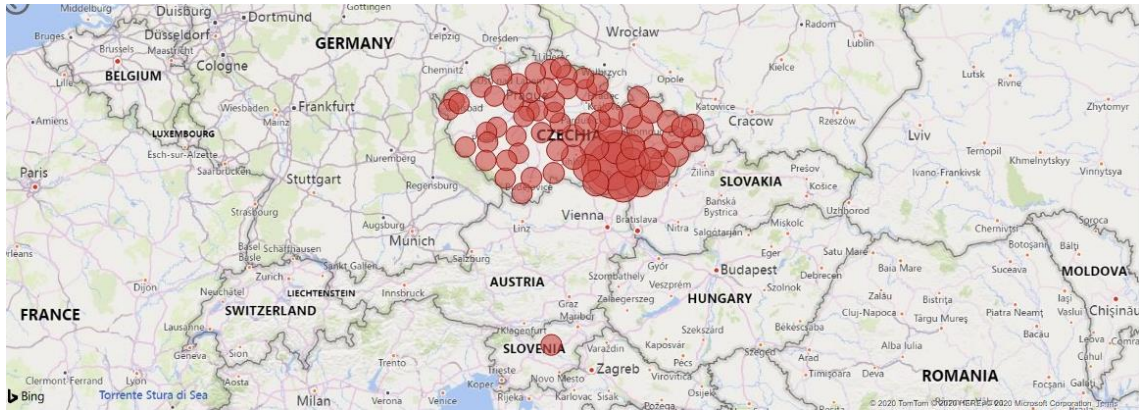 Middelburg
Duisburg
Dortmund
Göttingen
Bruges
Düsseldorf
GERMANY
Leipzig
Dresden
Wrocław
Radom
Lublin
Brussels
Maastricht
Cologne
Chemnitz
Opole
Kielce
Lutsk
Rivne
BELGIUM
Zhytomyr
Amiens
Wiesbaden
Frankfurt
Mainz
Katowice
Cracow
Rzeszów
Lviv
LUXEMBOURG
CZECHIA
Esch-sur-Alzette
Saarbrücken
Nuremberg
Ternopil
Khmelnytskyy
Paris
Žilina
SLOVAKIA
Prešov
Ivano-Frankivsk
Vinnytsya
Stuttgart
Regensburg
Košice
Strasbourg
Banská
Bystrica
Uzhhorod
Augsburg
Linz
Vienna
Bratislava
Nitra
Salgótarján
Miskolc
Chernivtsi
Soroca
Munich
Basel
Basle
Schaffhausen
Salzburg
Eger
Satu Mare
Botoșani
Bălți
Zurich
Sankt Gallen
Győr
Budapest
Debrecen
Baia Mare
Suceava
MOLDOVA
Dijon
Neuchâtel
LIECHTENSTEIN
Innsbruck
AUSTRIA
Szombathely
Veszprém
Szolnok
Zalău
Bistrița
Iași
FRANCE
SWITZERLAND
Graz
Maribor
Zalaegerszeg
HUNGARY
Cluj-Napoca
Târgu Mureș
Piatra Neamț
Vaslui
Chișinău
Lausanne
Klagenfurt
Szekszárd
Békéscsaba
Bacău
Geneva
Sion
SLOVENIA
Varaždin
Kaposvár
Szeged
Arad
Alba Iulia
Leova
Comrat
Trento
Trieste
Pécs
Cahul
Clermont-Ferrand
Lyon
Aosta
Koper
Novo Mesto
Zagreb
Virovitica
Timișoara
Deva
ROMANIA
Focșani
Galați
Bing
Torrente Stura di Sea
Milan
Verona
Venice
Rijeka
Karlovac
Sisak
Požega
Osijek
© 2020 TomTom © 2020 HERE, © 2020 Microsoft Corporation Terms